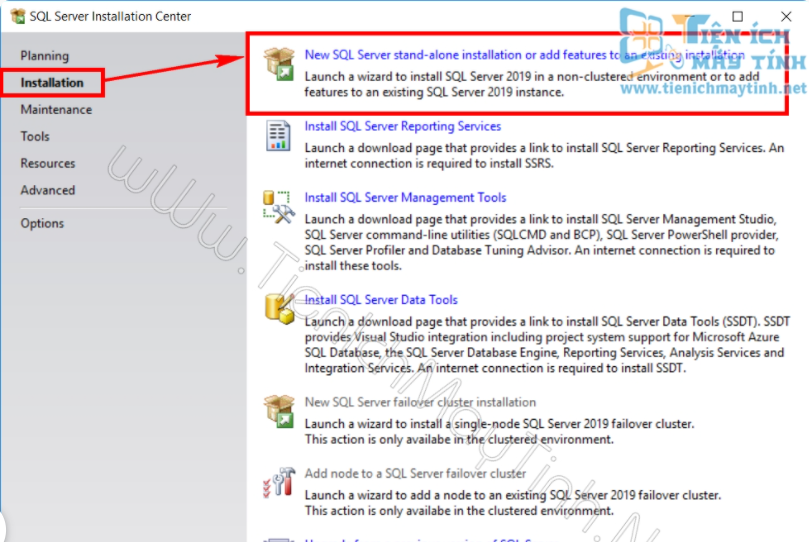 SQL Server Installation Center
TIỆN ÍCH
MÁY TÍNH
www.tienichmaytinh.net
Planning
Installation
Maintenance
Tools
Resources
Advanced
Options
New SQL Server stand-alone installation or add features to an existing installation
Launch a wizard to install SQL Server 2019 in a non-clustered environment or to add
features to an existing SQL Server 2019 instance.
Install SQL Server Reporting Services
Launch a download page that provides a link to install SQL Server Reporting Services. An
internet connection is required to install SSRS.
Install SQL Server Management Tools
Launch a download page that provides a link to install SQL Server Management Studio,
SQL Server command-line utilities (SQLCMD and BCP), SQL Server PowerShell provider,
SQL Server Profiler and Database Tuning Advisor. An internet connection is required to
install these tools.
Install SQL Server Data Tools
Launch a download page that provides a link to install SQL Server Data Tools (SSDT). SSDT
provides Visual Studio integration including project system support for Microsoft Azure
SQL Database, the SQL Server Database Engine, Reporting Services, Analysis Services and
Integration Services. An internet connection is required to install SSDT.
New SQL Server failover cluster installation
Launch a wizard to install a single-node SQL Server 2019 failover cluster.
This action is only availabe in the clustered environment.
Add node to a SQL Server failover cluster
Launch a wizard to add a node to an existing SQL Server 2019 failover cluster.
This action is only availabe in the clustered environment.
www.TienIchMayTinh.N